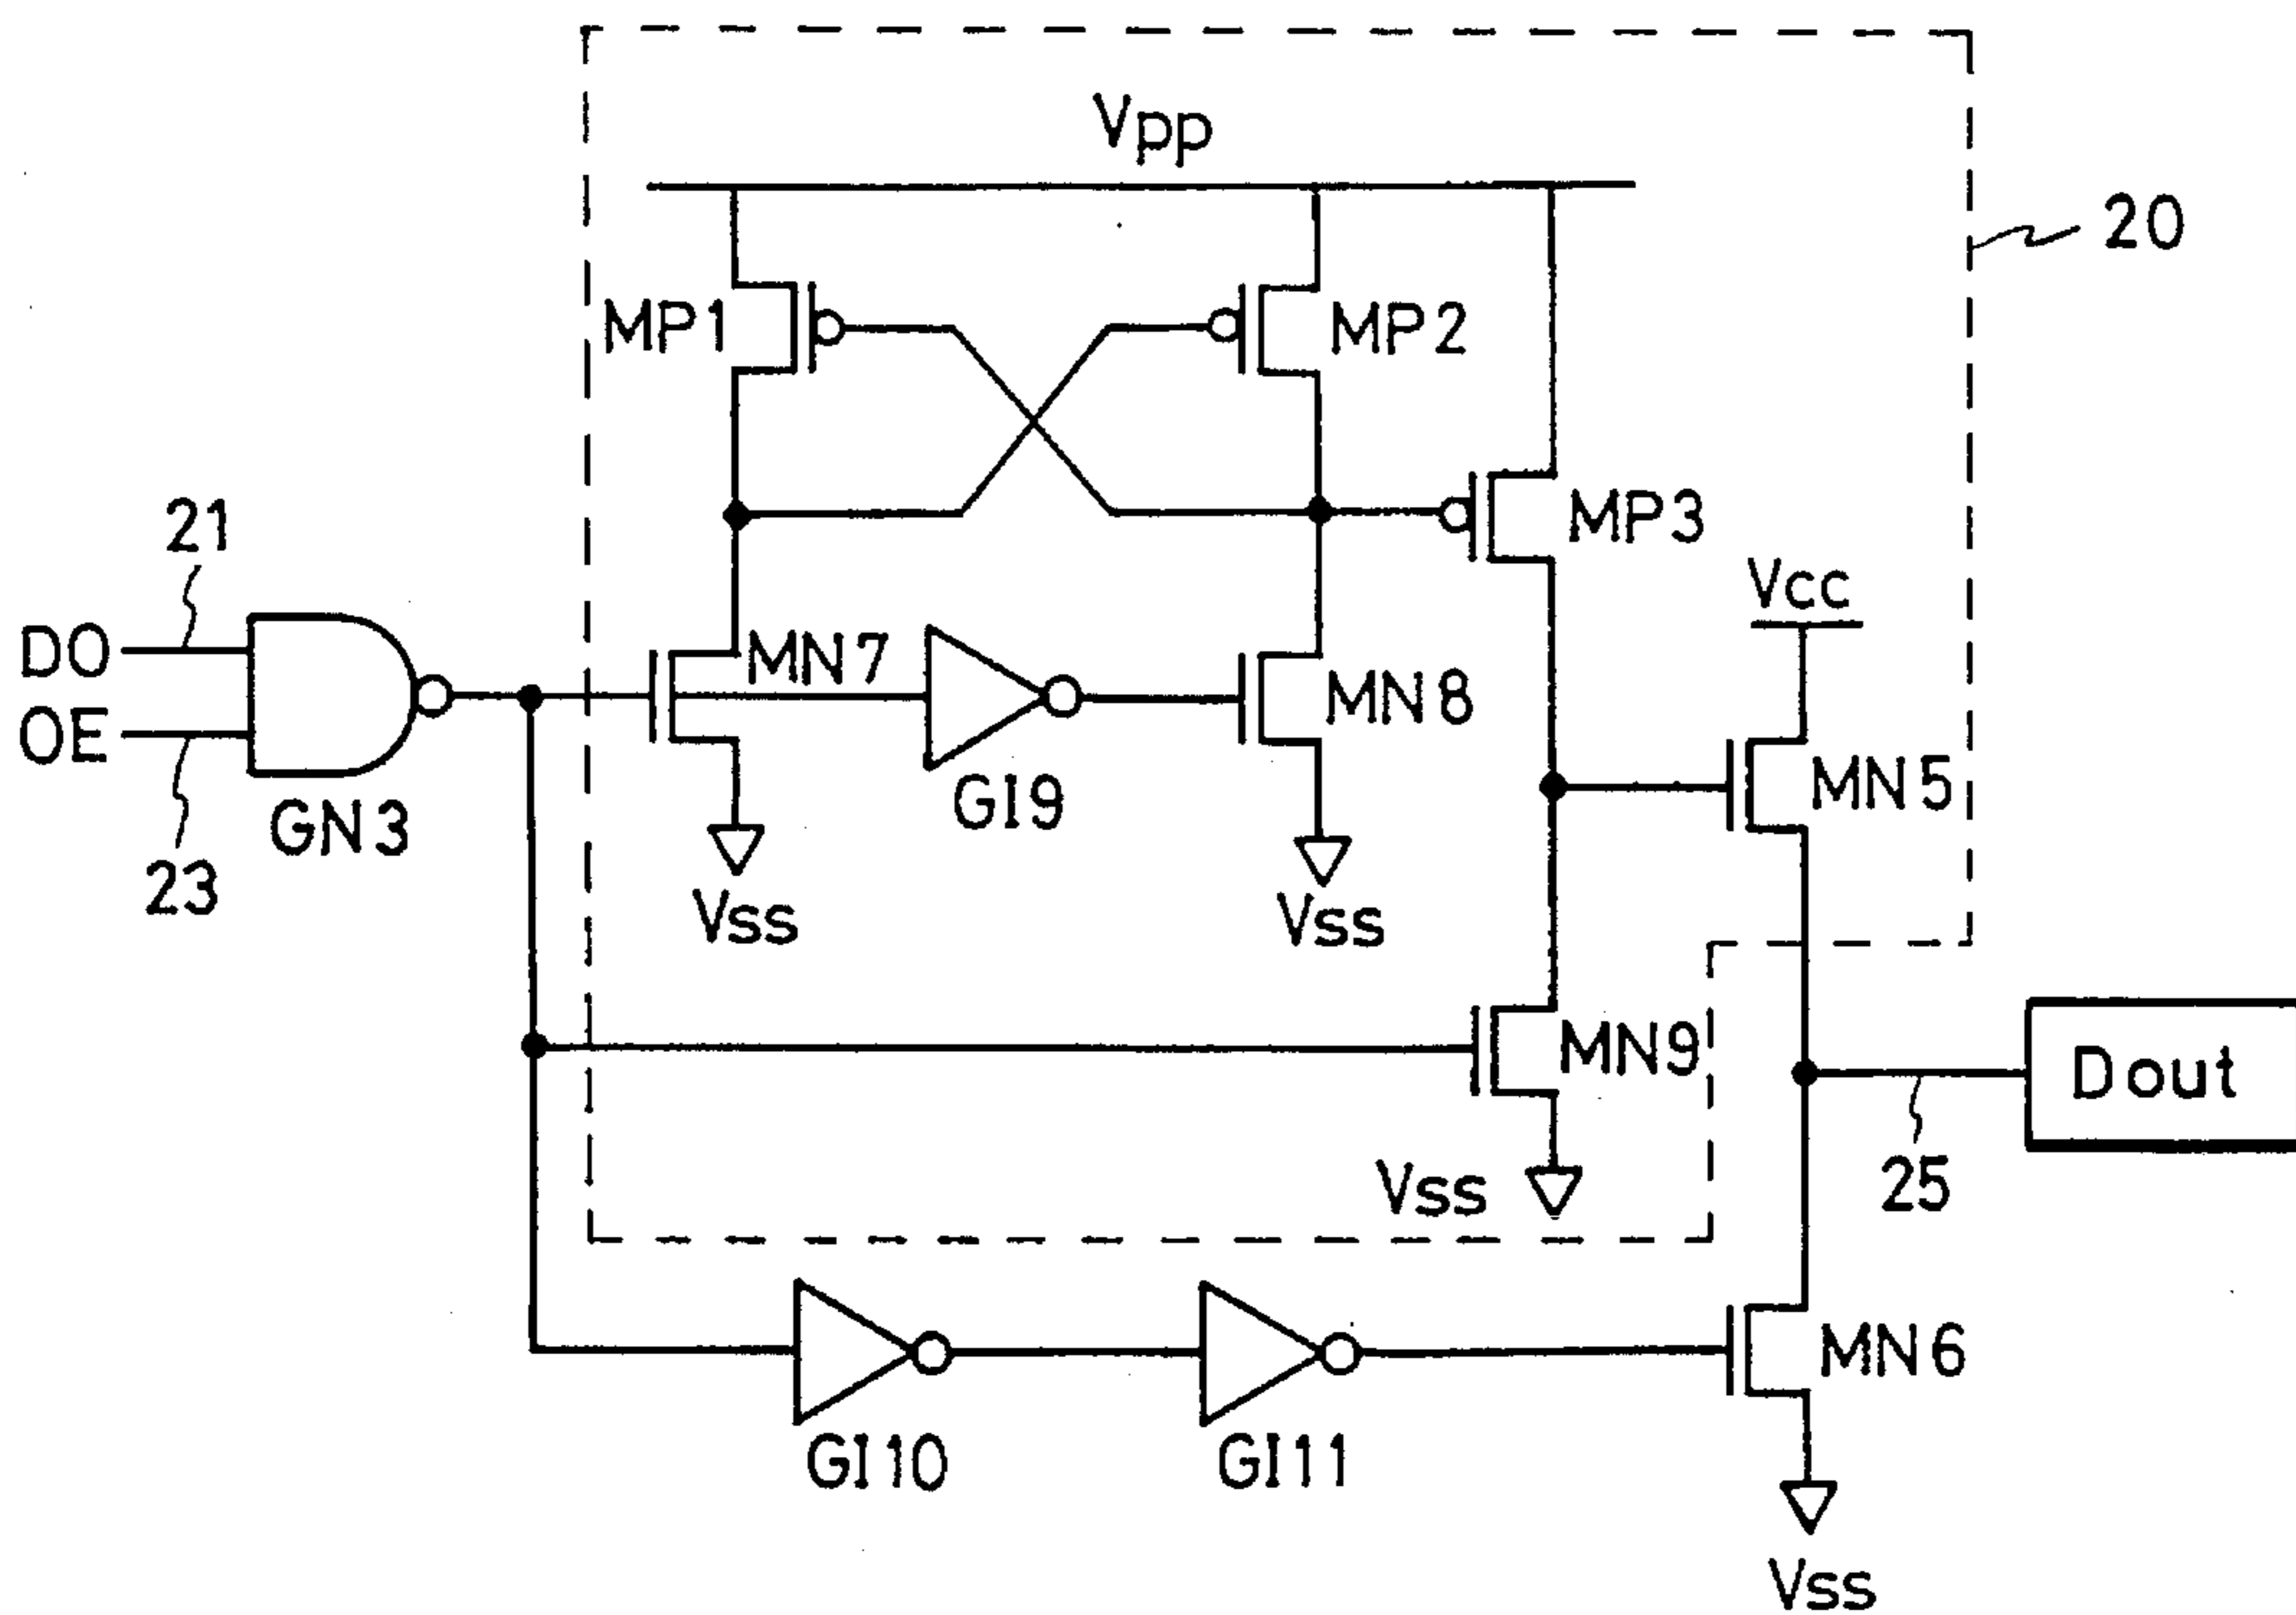 Vpp
20
MP1
MP2
MP3
21
Vcc
DO
MN7
MN8
OE
MN5
GI9
GN3
23
Vss
Vss
MN9
Dout
Vss
25
MN6
GI10
GI11
Vss